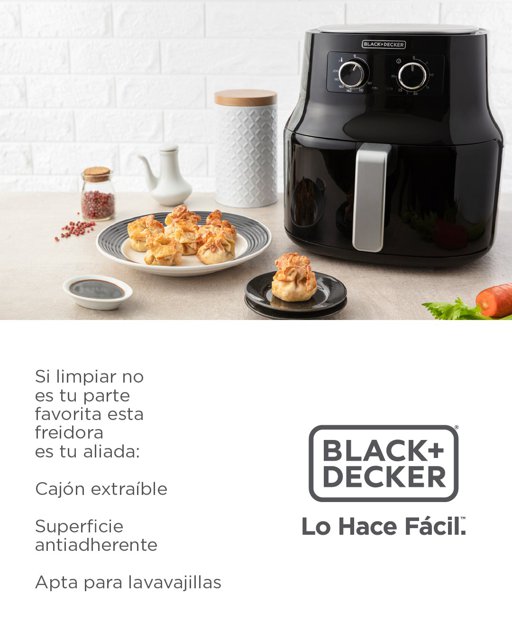 BLACK+DECKER
Si limpiar no
es tu parte
favorita esta
freidora
es tu aliada:
Cajón extraíble
Superficie
antiadherente
Apta para lavavajillas
BLACK+
DECKER®
Lo Hace Fácil.™